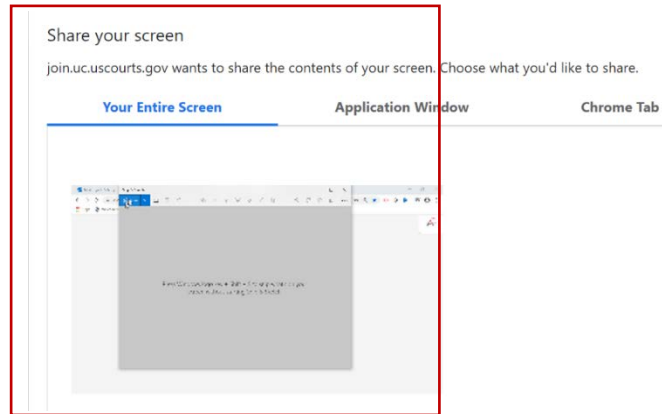 Share your screen
join.uc.uscourts.gov wants to share the contents of your screen. Choose what you'd like to share.
Your Entire Screen Application Window Chrome Tab